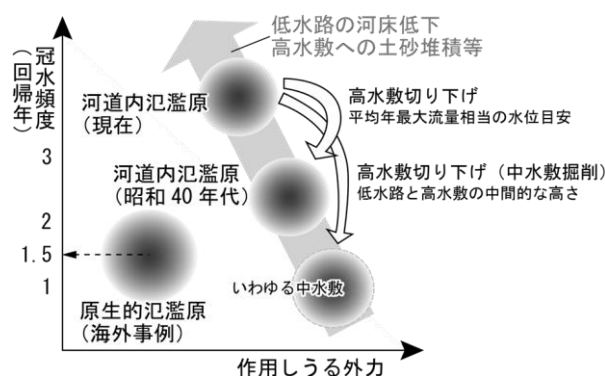 低水路の河床低下
高水敷への土砂堆積等
冠水頻度
（回帰年）
3
2
1.5
1
河道内氾濫原
（現在）
高水敷切り下げ
平均年最大流量相当の水位目安
河道内氾濫原
（昭和40年代）
高水敷切り下げ（中水敷掘削）
低水路と高水敷の中間的な高さ
いわゆる中水敷
原生的氾濫原
（海外事例）
作用しうる外力